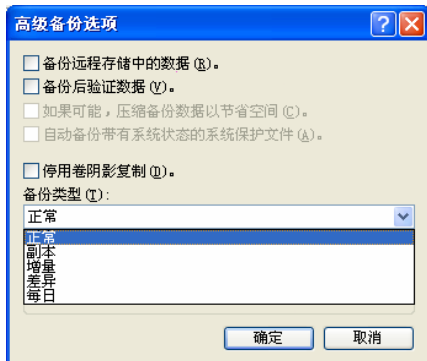 高级备份选项
备份远程存储中的数据(R)。
备份后验证数据(V)。
如果可能，压缩备份数据以节省空间(C)。
自动备份带有系统状态的系统保护文件(A)。
停用卷阴影复制(D)。
备份类型(T):
正常
正常
副本
增量
差异
每日
确定 取消